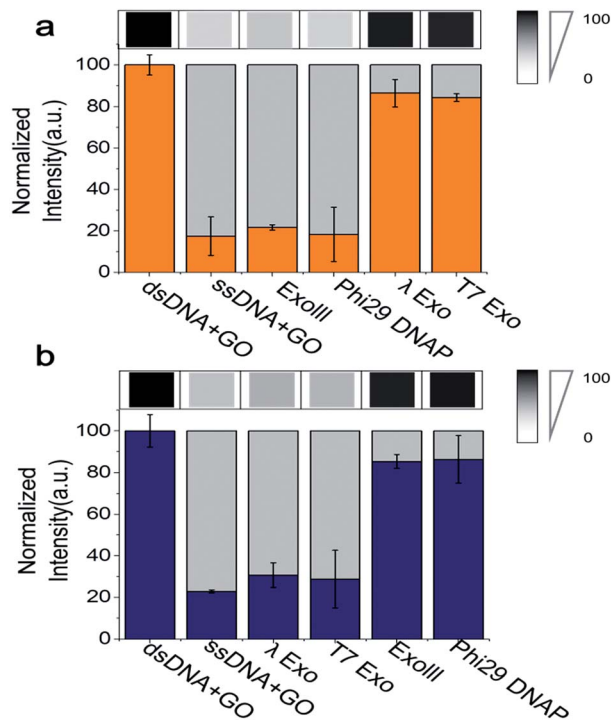 a
100
0
Normalized
Intensity(a.u.)
100
80
60
40
20
0
dsDNA+GO
ssDNA+GO
ExoIII
Phi29 DNAP
λ Exo
T7 Exo
b
100
0
Normalized
Intensity(a.u.)
100
80
60
40
20
0
dsDNA+GO
ssDNA+GO
λ Exo
T7 Exo
ExoIII
Phi29 DNAP